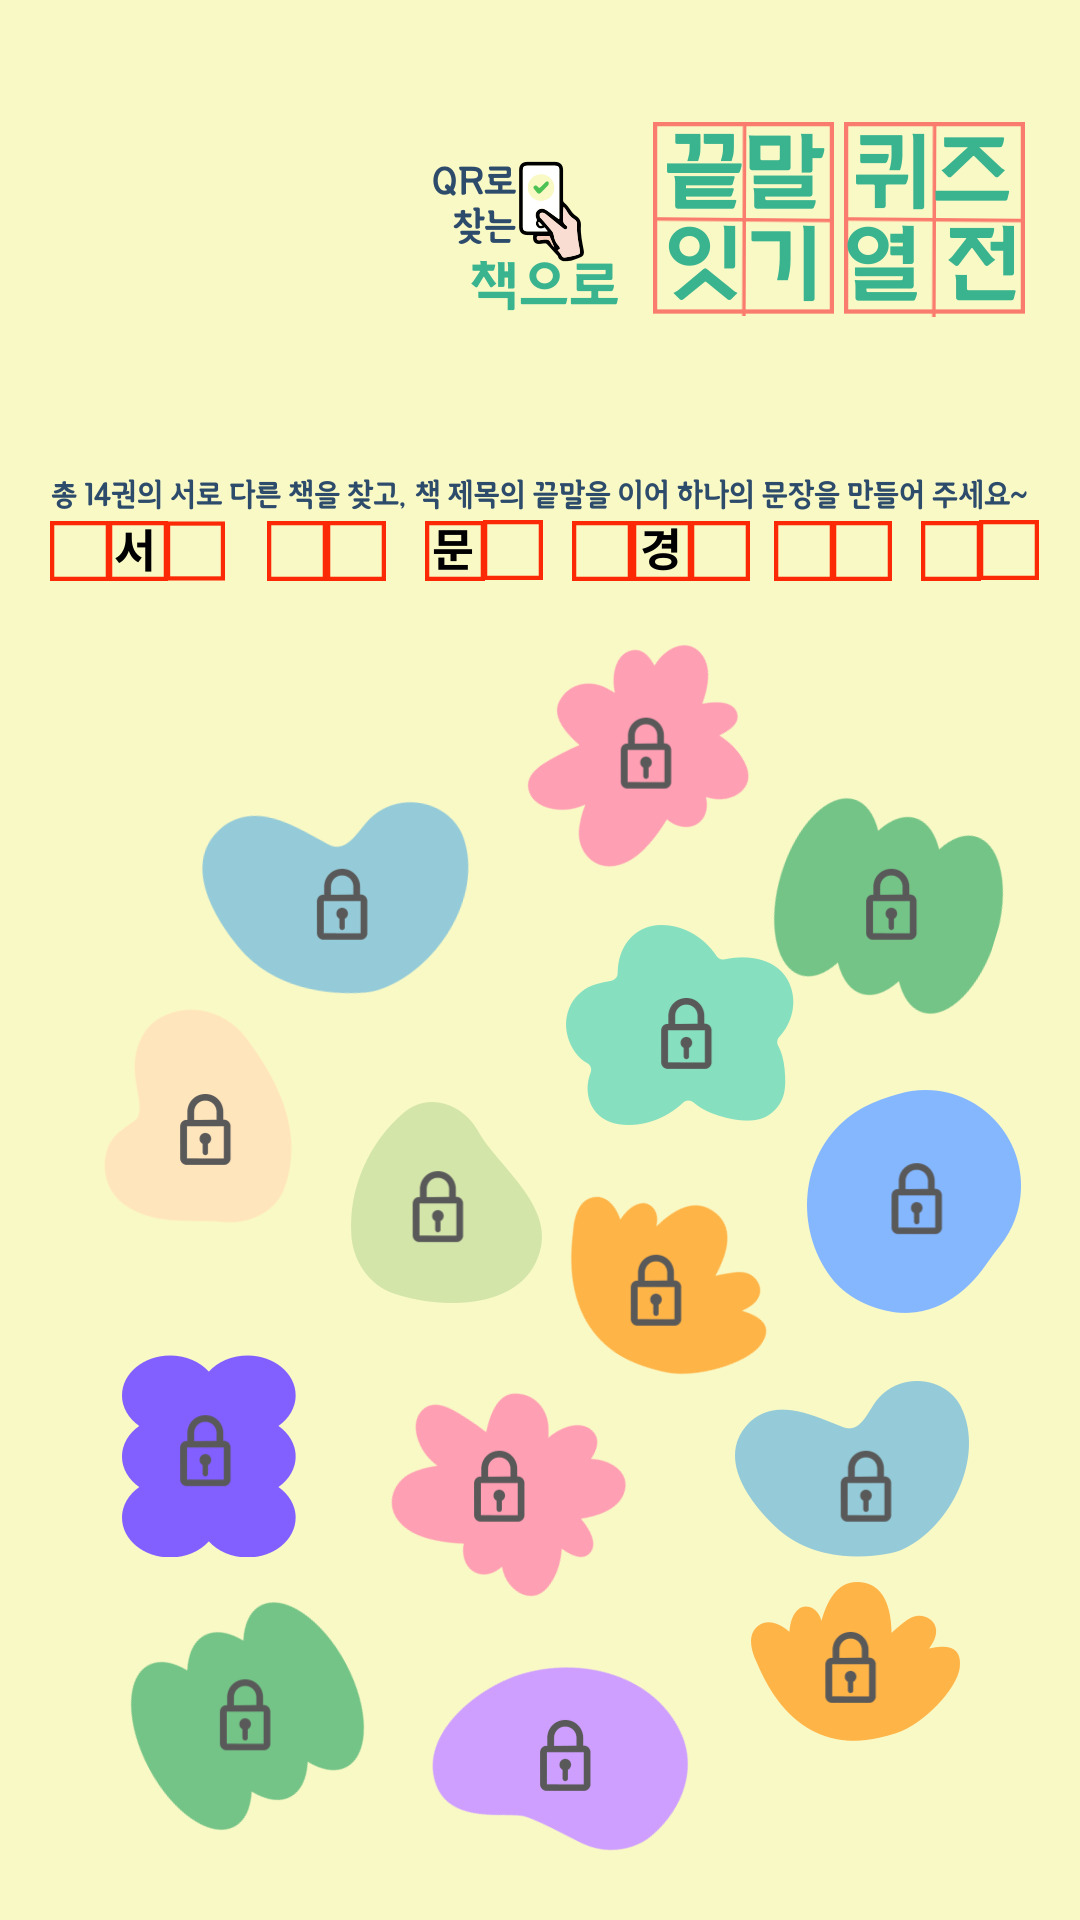 QR로
찾는
책으로
끝말 퀴즈
잇기 열전
총 14권의 서로 다른 책을 찾고, 책 제목의 끝말을 이어 하나의 문장을 만들어 주세요~
서 문 경